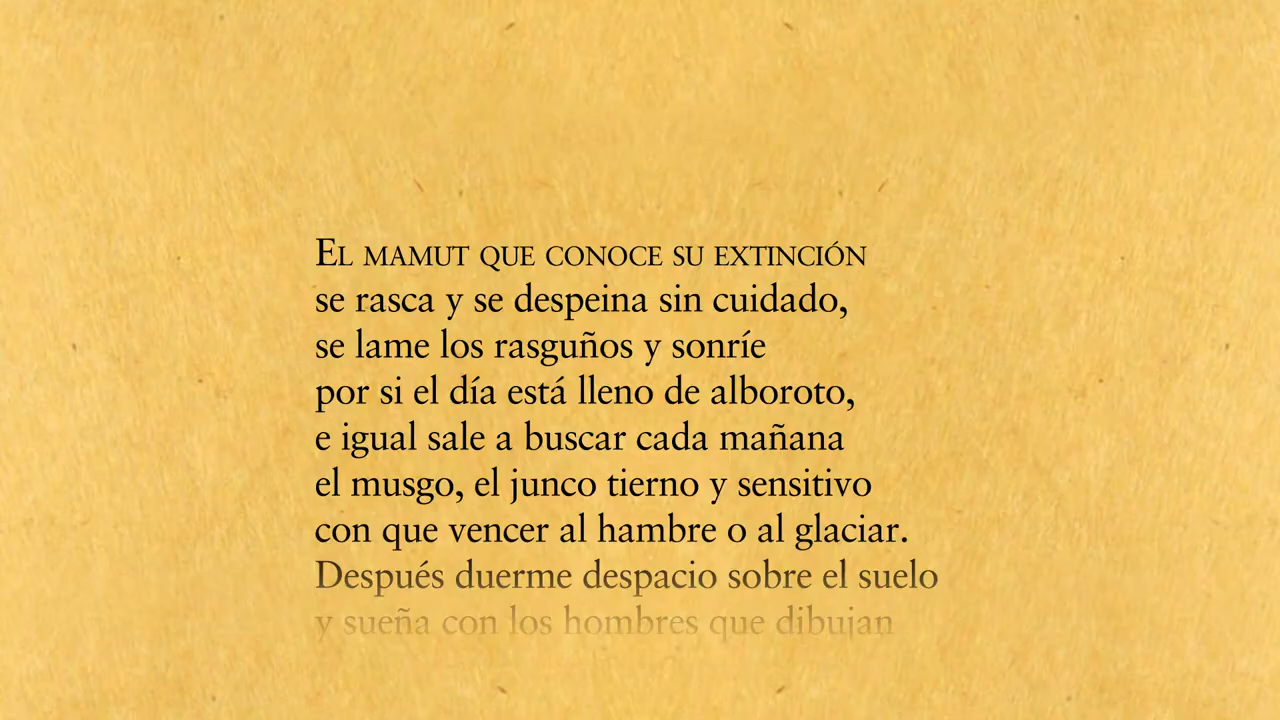 El mamut que conoce su extinción
se rasca y se despeina sin cuidado,
se lame los rasguños y sonríe
por si el día está lleno de alboroto,
e igual sale a buscar cada mañana
el musgo, el junco tierno y sensitivo
con que vencer al hambre o al glaciar.
Después duerme despacio sobre el suelo
y sueña con los hombres que dibujan